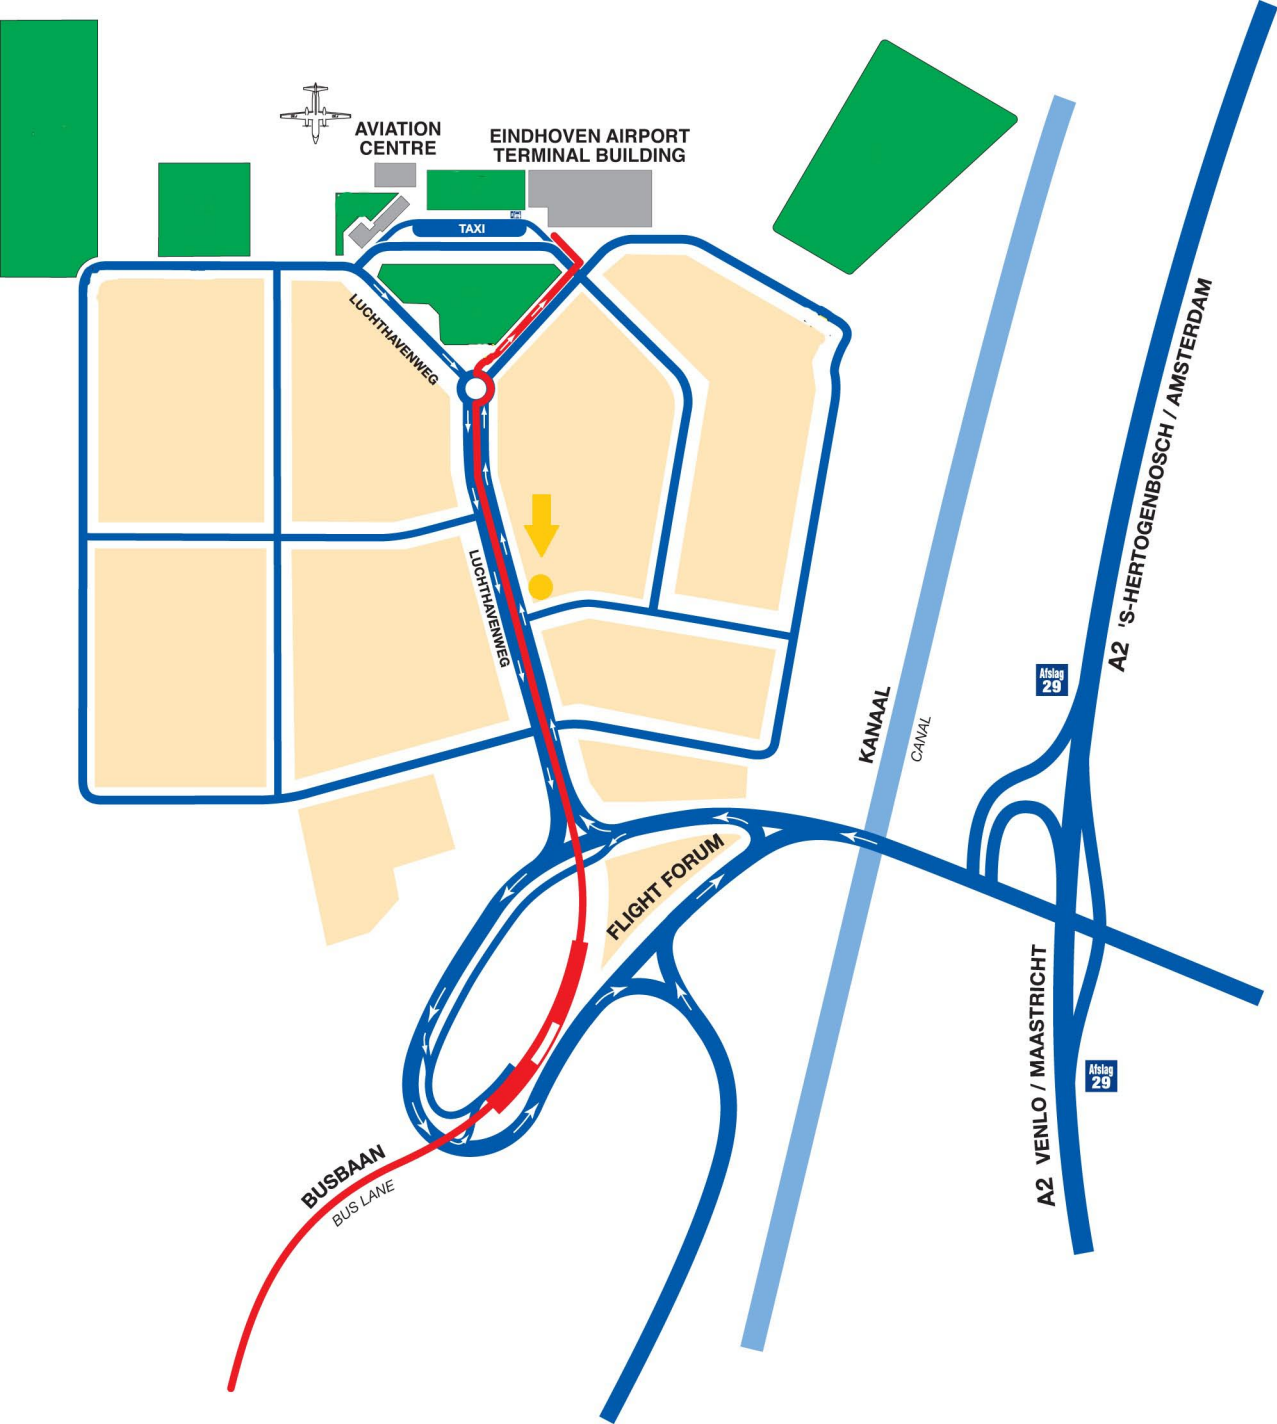 AVIATION
CENTRE
EINDHOVEN AIRPORT
TERMINAL BUILDING
TAXI
LUCHTHAVENWEG
A2 'S-HERTOGENBOSCH / AMSTERDAM
LUCHTHAVENWEG
Afslag
29
KANAAL
CANAL
FLIGHT FORUM
A2 VENLO / MAASTRICHT
Afslag
29
BUSBAAN
BUS LANE